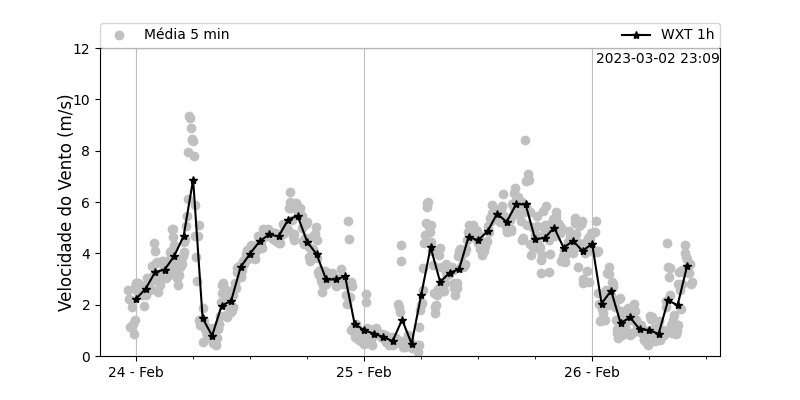 Média 5 min
WXT 1h
2023-03-02 23:09
Velocidade do Vento (m/s)
12
10
8
6
4
2
0
24 - Feb
25 - Feb
26 - Feb